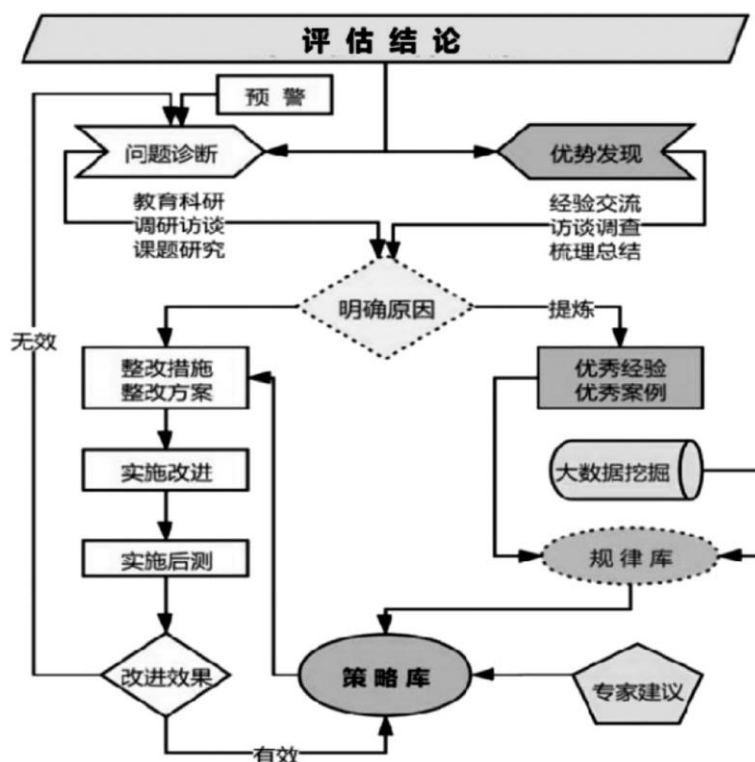 评估结论
预警
问题诊断
优势发现
教育科研
调研访谈
课题研究
经验交流
访谈调查
梳理总结
明确原因
提炼
无效
整改措施
整改方案
优秀经验
优秀案例
实施改进
大数据挖掘
实施后测
规律库
改进效果
策略库
专家建议
有效